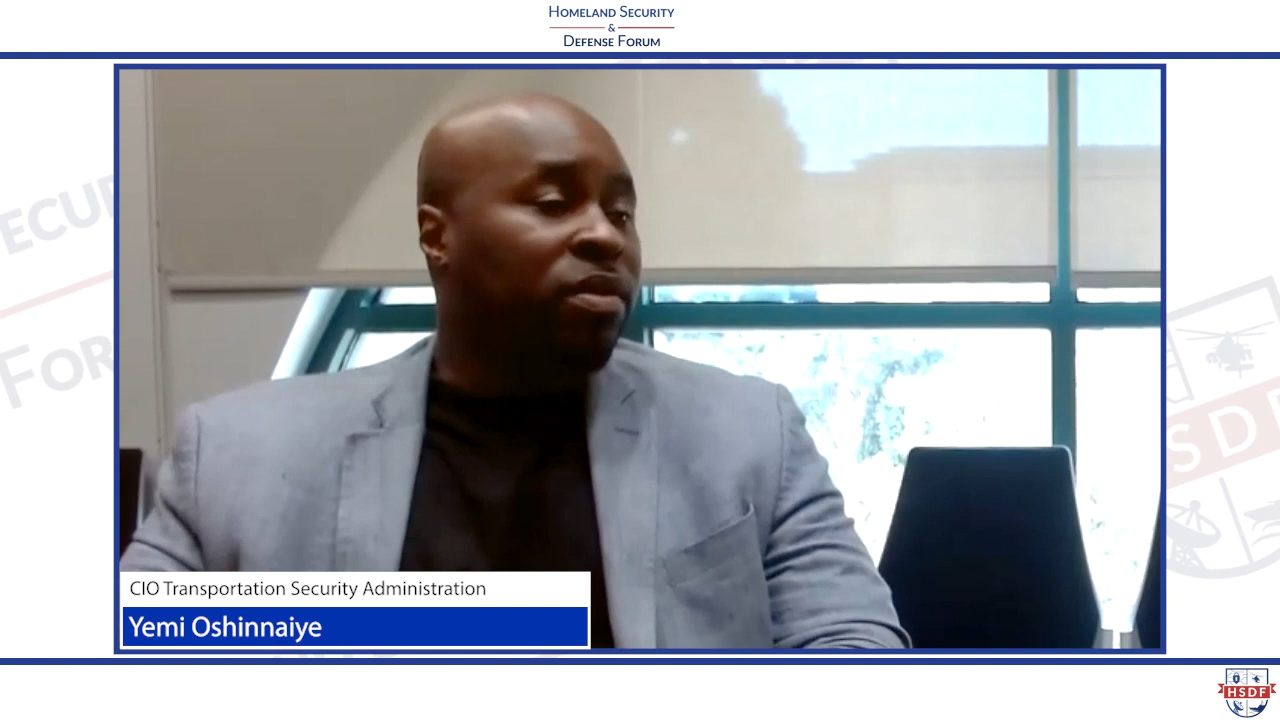 HOMELAND SECURITY
&
DEFENSE FORUM
CIO Transportation Security Administration
Yemi Oshinnaiye
HSDF